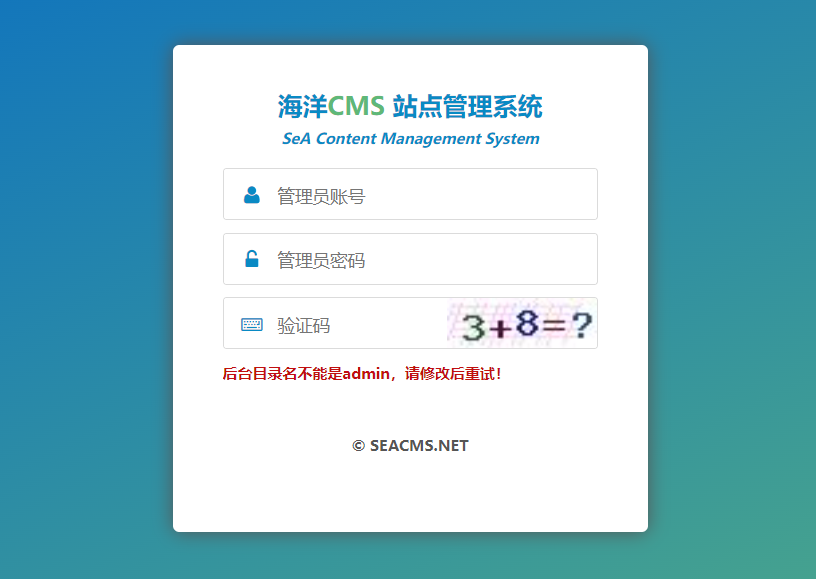 海洋CMS 站点管理系统
SeA Content Management System
管理员账号
管理员密码
验证码 3+8=?
后台目录名不能是admin，请修改后重试！
© SEACMS.NET